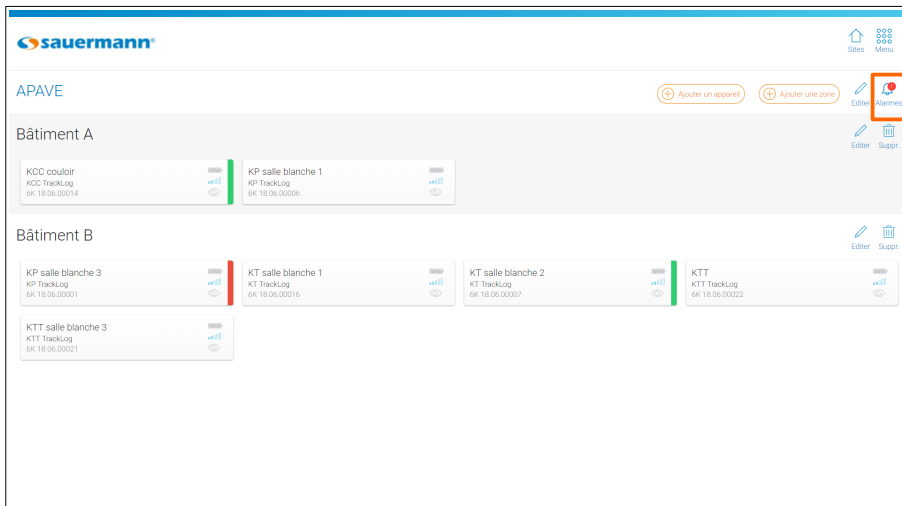 sauermann
Sites Menu
APAVE
Ajouter un appareil Ajouter une zone Editer Alarmes
Bâtiment A
Editer Suppr.
KCC couloir
KCC TrackLog
6K 18.06.00014
KP salle blanche 1
KP TrackLog
6K 18.06.00006
Bâtiment B
Editer Suppr.
KP salle blanche 3
KP TrackLog
6K 18.06.00001
KT salle blanche 1
KT TrackLog
6K 18.06.00016
KT salle blanche 2
KT TrackLog
6K 18.06.00007
KTT
KTT TrackLog
6K 18.06.00022
KTT salle blanche 3
KTT TrackLog
6K 18.06.00021